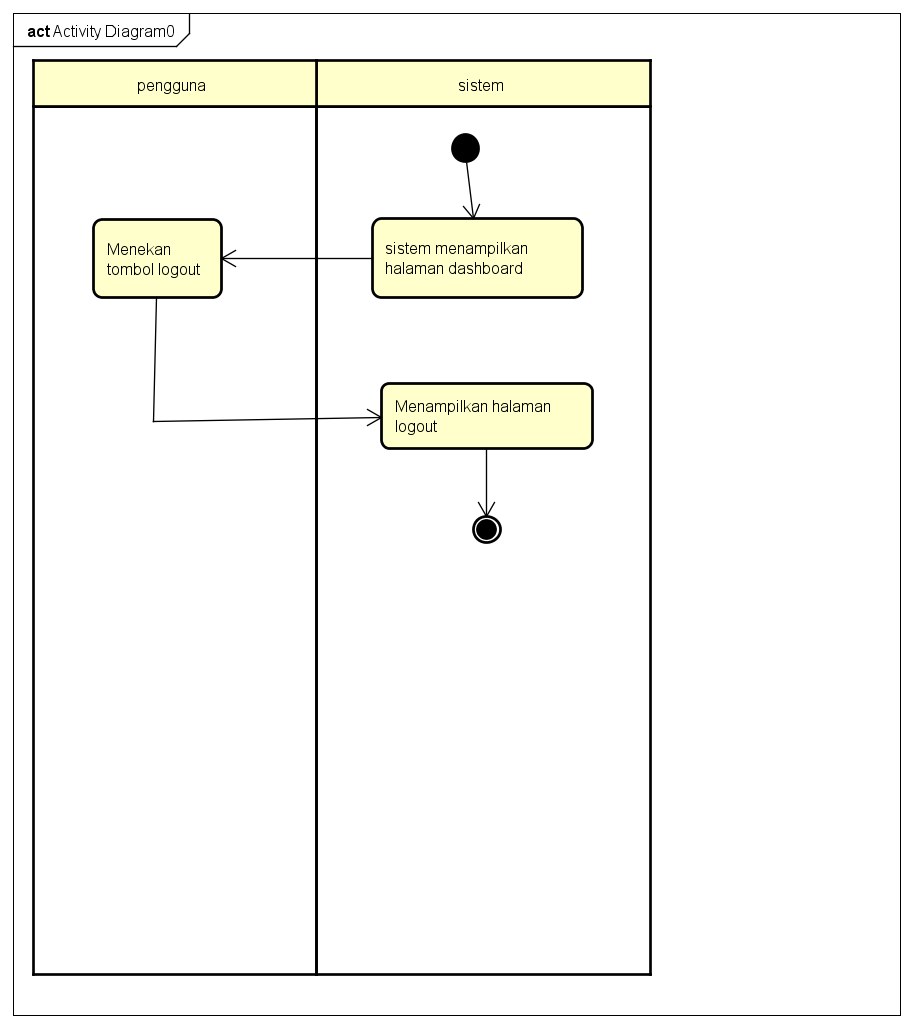 act Activity Diagram0
pengguna
sistem
sistem menampilkan
halaman dashboard
Menekan
tombol logout
Menampilkan halaman
logout